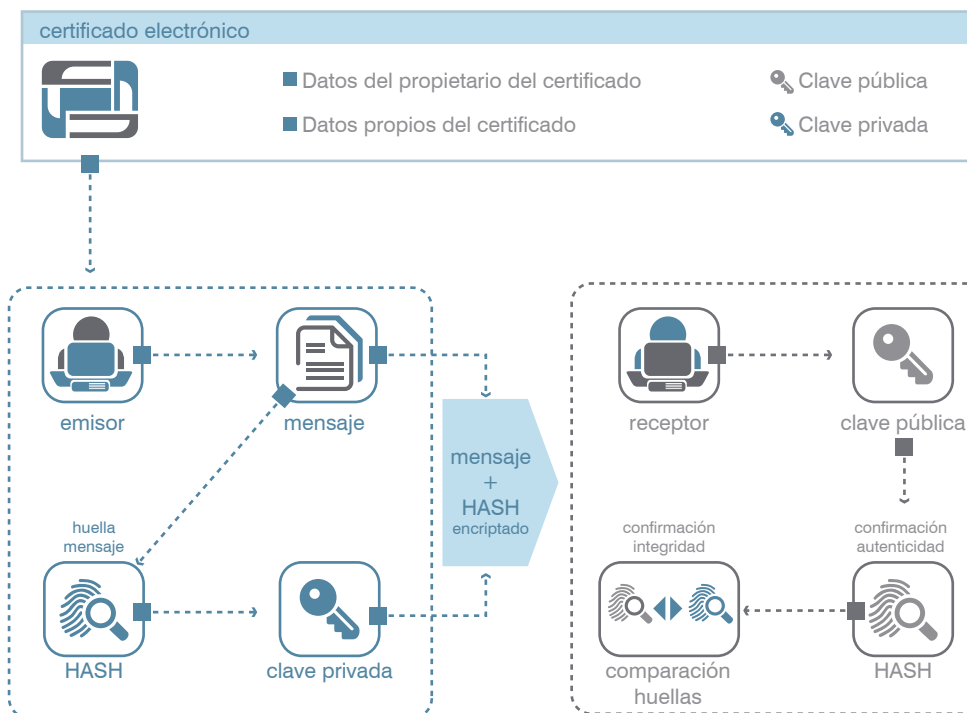 certificado electrónico
Datos del propietario del certificado
Clave pública
Datos propios del certificado
Clave privada
emisor
mensaje
huella
mensaje
HASH
clave privada
mensaje
+
HASH
encriptado
receptor
clave pública
confirmación
integridad
confirmación
autenticidad
comparación
huellas
HASH